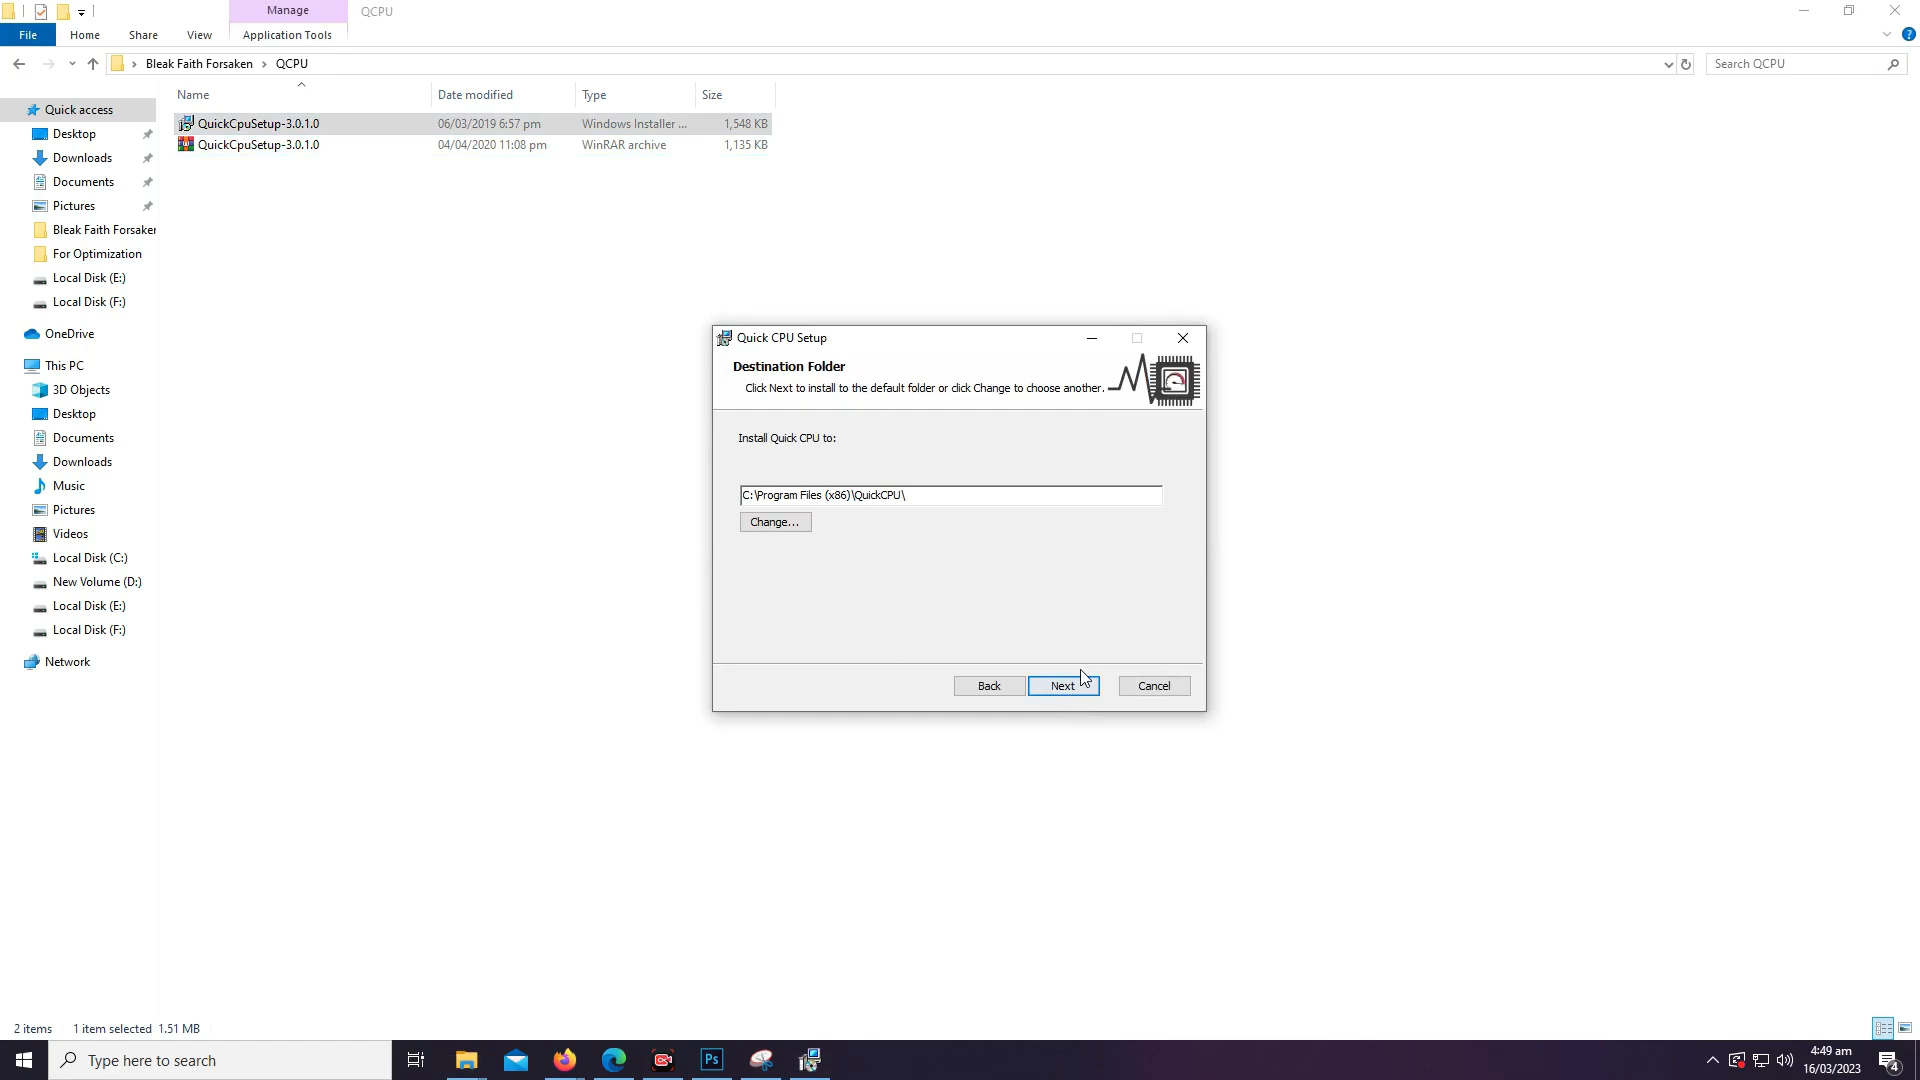 Manage
QCPU
File
Home
Share
View
Application Tools
Bleak Faith Forsaken
QCPU
Search QCPU
Name
Date modified
Type
Size
QuickCpuSetup-3.0.1.0
06/03/2019 6:57 pm
Windows Installer ...
1,548 KB
QuickCpuSetup-3.0.1.0
04/04/2020 11:08 pm
WinRAR archive
1,135 KB
Quick access
Desktop
Downloads
Documents
Pictures
Bleak Faith Forsaken
For Optimization
Local Disk (E:)
Local Disk (F:)
OneDrive
This PC
3D Objects
Desktop
Documents
Downloads
Music
Pictures
Videos
Local Disk (C:)
New Volume (D:)
Local Disk (E:)
Local Disk (F:)
Network
Quick CPU Setup
Destination Folder
Click Next to install to the default folder or click Change to choose another.
Install Quick CPU to:
C:\Program Files (x86)\QuickCPU\
Change...
Back
Next
Cancel
2 items
1 item selected 1.51 MB
Type here to search
Ps
4:49 am
16/03/2023
4